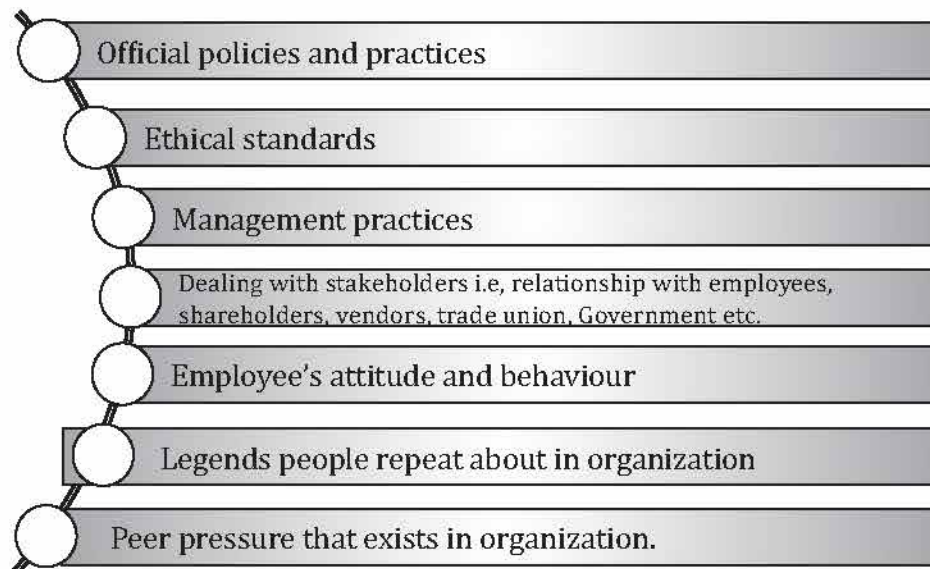 Official policies and practices
Ethical standards
Management practices
Dealing with stakeholders i.e, relationship with employees,
shareholders, vendors, trade union, Government etc.
Employee's attitude and behaviour
Legends people repeat about in organization
Peer pressure that exists in organization.